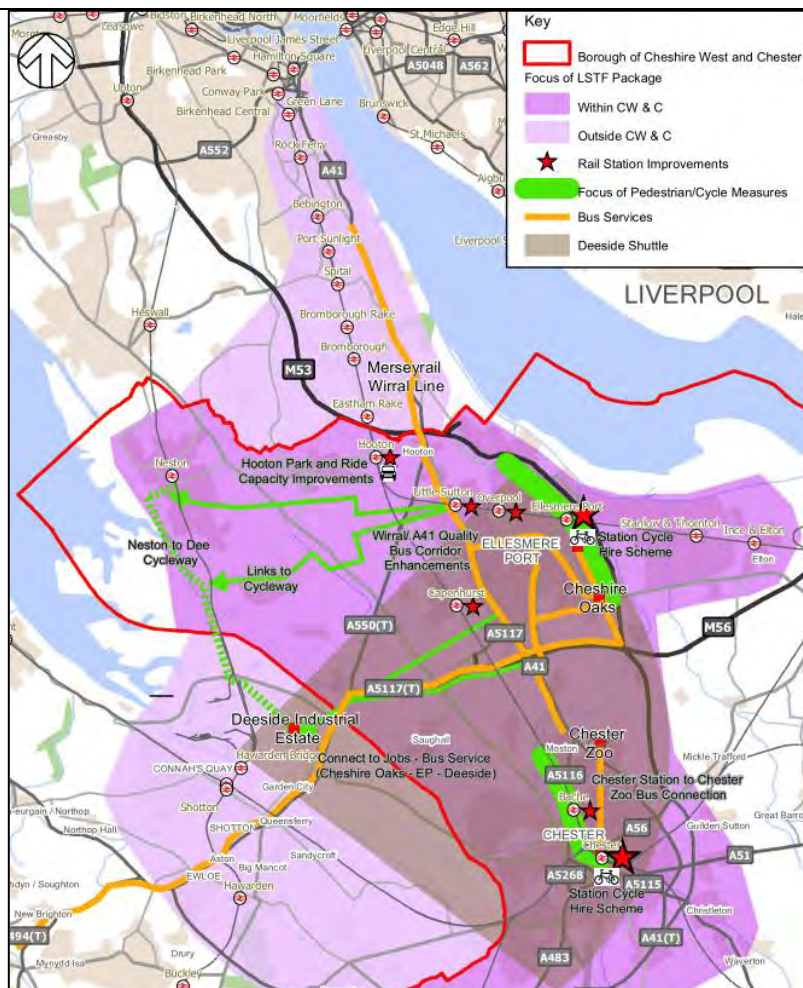 Key
Borough of Cheshire West and Chester
Focus of LSTF Package
Within CW & C
Outside CW & C
Rail Station Improvements
Focus of Pedestrian/Cycle Measures
Bus Services
Deeside Shuttle
Leasowe
Bidston
Birkenhead North
Moorfields
Liverpool James Street
Edge Hill
Liverpool Central
Hamilton Square
A5048
A562
Birkenhead Park
Upton
Conway Park
Green Lane
Birkenhead Central
Brunswick
St Michaels
Greasby
A552
Rock Ferry
A41
Bebington
Port Sunlight
Spital
LIVERPOOL
Heswall
Bromborough Rake
Bromborough
M53
Merseyrail
Wirral Line
Eastham Rake
Hooton
Hooton
Neston
Hooton Park and Ride
Capacity Improvements
Little Sutton
Overpool
Ellesmere Port
Stanlow & Thornton
Ince & Elton
Elton
Station Cycle
Hire Scheme
Neston to Dee
Cycleway
Wirral/ A41 Quality
Bus Corridor
Enhancements
ELLESMERE
PORT
Links to
Cycleway
Cheshire
Oaks
Capenhurst
A550(T)
A5117
M56
A41
A5117(T)
Deeside Industrial
Estate
Chester
Zoo
Hawarden Bridge
Saughall
Moston
Mickle Trafford
CONNAH'S QUAY
Connect to Jobs - Bus Service
(Cheshire Oaks - EP - Deeside)
A5116
Chester Station to Chester
Zoo Bus Connection
Garden City
Shotton
Bache
Northop Hall
SHOTTON
Queensferry
CHESTER
A56
Guilden Sutton
Aston
EWLOE
Big Mancot
Sandycroft
Chester
A51
Hawarden
A5268
A5115
Station Cycle
Hire Scheme
Christleton
New Brighton
494(T)
A41(T)
Drury
A483
Waverton
Mynydd Isa
Buckley